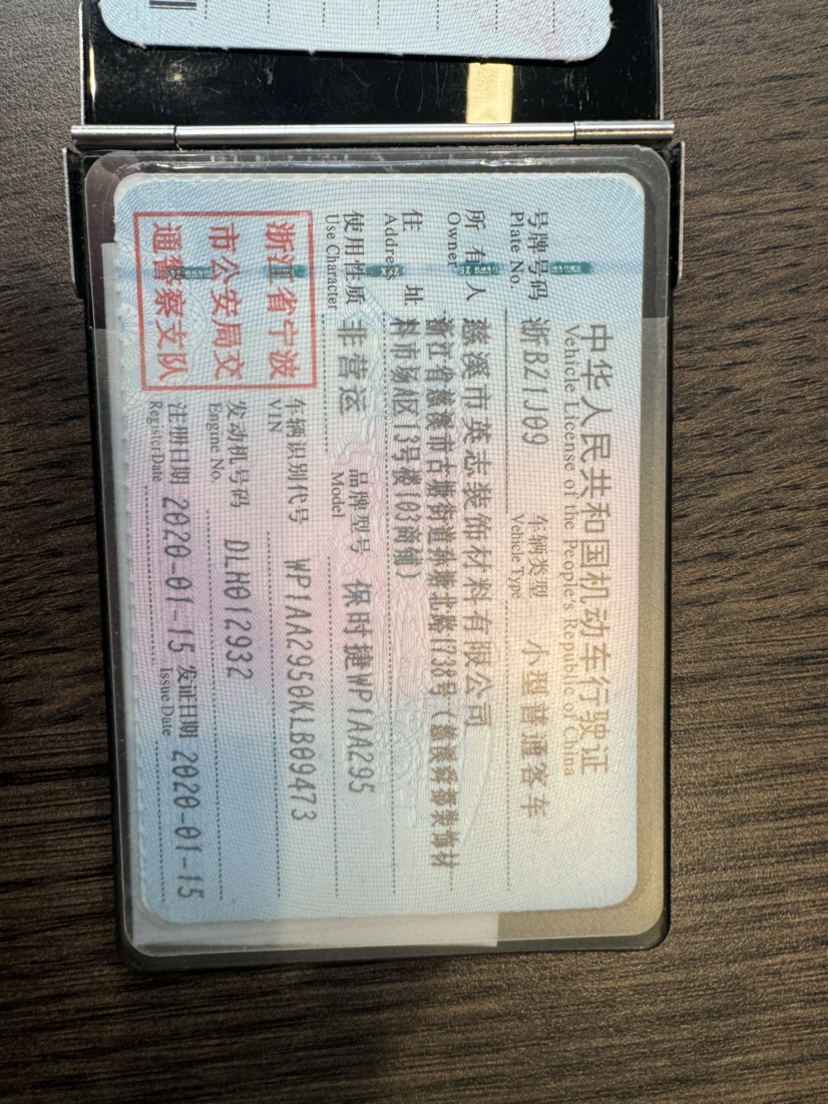 中华人民共和国机动车行驶证
Vehicle License of the People's Republic of China
号牌号码 浙BZ1J09 车辆类型 小型普通客车
Plate No. Vehicle Type
所有人 慈溪市英志装饰材料有限公司
Owner
住址 浙江省慈溪市古塘街道孙塘北路1738号(慈溪科泰装饰材
Address 料市场A区13号楼(03商铺)
使用性质 非营运 品牌型号 保时捷WP1AA295
Use Character Model
浙江省宁波
市公安局交
通警察支队
车辆识别代号 WP1AA2950KLB09473
VIN
发动机号码 DLH012932
Engine No.
注册日期 2020-01-15 发证日期 2020-01-15
Register Date Issue Date